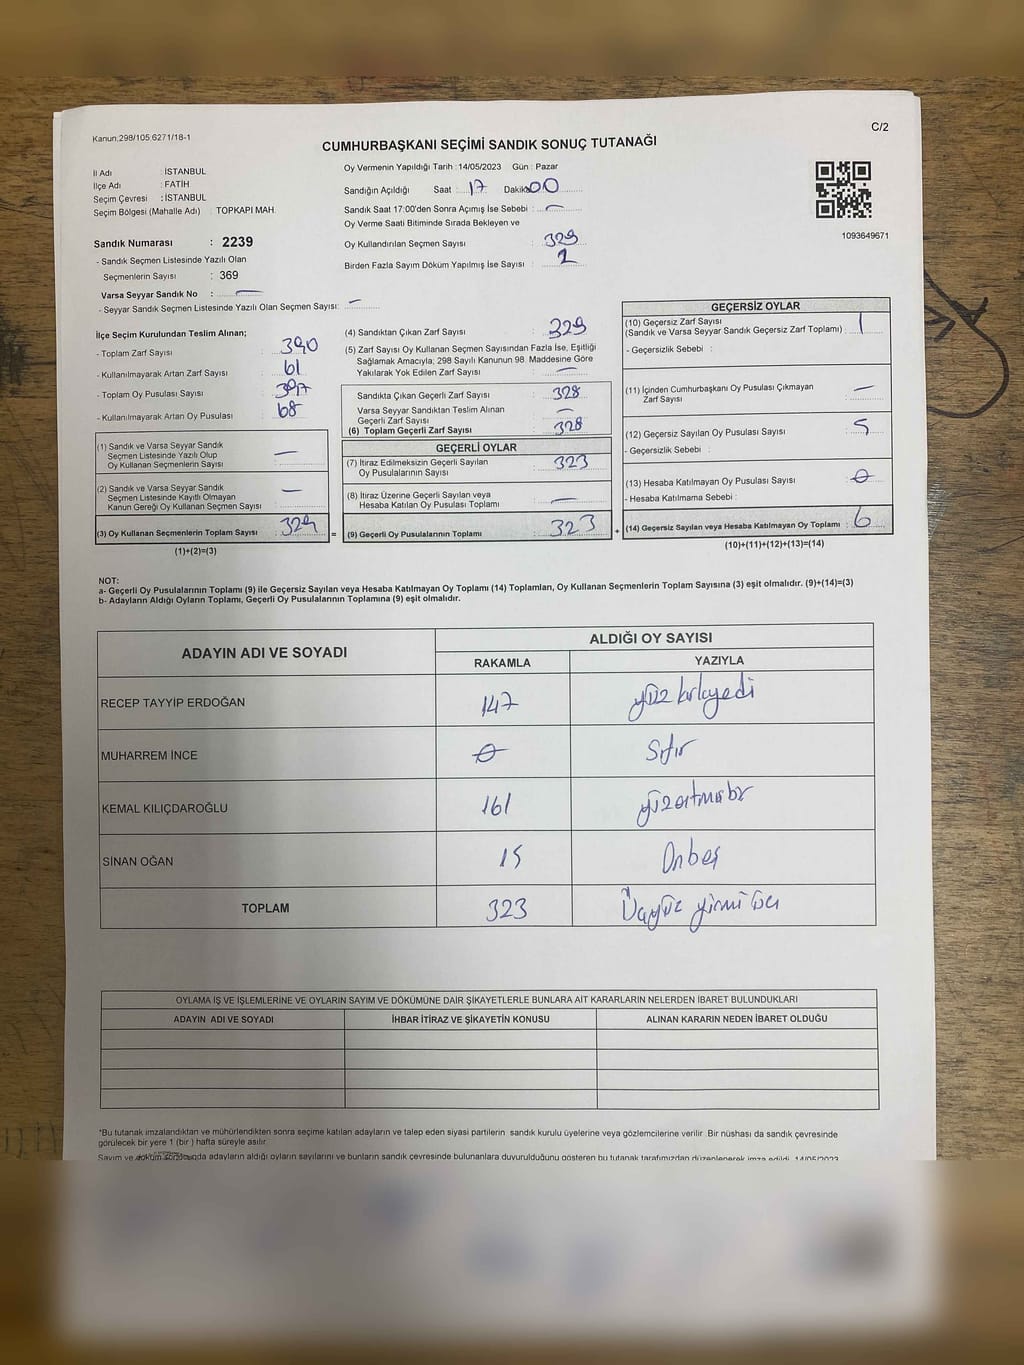 Kanun:298/105:6271/18-1
C/2
CUMHURBAŞKANI SEÇİMİ SANDIK SONUÇ TUTANAĞI
İl Adı : İSTANBUL
İlçe Adı : FATİH
Seçim Çevresi : İSTANBUL
Seçim Bölgesi (Mahalle Adı) : TOPKAPI MAH.
Oy Vermenin Yapıldığı Tarih :14/05/2023 Gün : Pazar
Sandığın Açıldığı Saat : 17 Dakika 00
Sandık Saat 17:00'den Sonra Açımış İse Sebebi : —
Oy Verme Saati Bitiminde Sırada Bekleyen ve
Oy Kullandırılan Seçmen Sayısı : 329
Birden Fazla Sayım Döküm Yapılmış İse Sayısı : 1
1093649671
Sandık Numarası : 2239
- Sandık Seçmen Listesinde Yazılı Olan
Seçmenlerin Sayısı : 369
Varsa Seyyar Sandık No : —
- Seyyar Sandık Seçmen Listesinde Yazılı Olan Seçmen Sayısı: —
İlçe Seçim Kurulundan Teslim Alınan;
- Toplam Zarf Sayısı : 390
- Kullanılmayarak Artan Zarf Sayısı : 61
- Toplam Oy Pusulası Sayısı : 397
- Kullanılmayarak Artan Oy Pusulası : 68
(1) Sandık ve Varsa Seyyar Sandık
Seçmen Listesinde Yazılı Olup
Oy Kullanan Seçmenlerin Sayısı : —
(2) Sandık ve Varsa Seyyar Sandık
Seçmen Listesinde Kayıtlı Olmayan
Kanun Gereği Oy Kullanan Seçmen Sayısı : —
(3) Oy Kullanan Seçmenlerin Toplam Sayısı : 329 =
(1)+(2)=(3)
(4) Sandıktan Çıkan Zarf Sayısı : 329
(5) Zarf Sayısı Oy Kullanan Seçmen Sayısından Fazla İse, Eşitliği
Sağlamak Amacıyla; 298 Sayılı Kanunun 98. Maddesine Göre
Yakılarak Yok Edilen Zarf Sayısı : —
Sandıkta Çıkan Geçerli Zarf Sayısı : 328
Varsa Seyyar Sandıktan Teslim Alınan
Geçerli Zarf Sayısı : —
(6) Toplam Geçerli Zarf Sayısı : 328
GEÇERLİ OYLAR
(7) İtiraz Edilmeksizin Geçerli Sayılan
Oy Pusulalarının Sayısı : 323
(8) İtiraz Üzerine Geçerli Sayılan veya
Hesaba Katılan Oy Pusulası Toplamı : —
(9) Geçerli Oy Pusulalarının Toplamı : 323 +
GEÇERSİZ OYLAR
(10) Geçersiz Zarf Sayısı
(Sandık ve Varsa Seyyar Sandık Geçersiz Zarf Toplamı) : 1
- Geçersizlik Sebebi :
(11) İçinden Cumhurbaşkanı Oy Pusulası Çıkmayan
Zarf Sayısı : —
(12) Geçersiz Sayılan Oy Pusulası Sayısı : 5
- Geçersizlik Sebebi :
(13) Hesaba Katılmayan Oy Pusulası Sayısı : 0
- Hesaba Katılmama Sebebi :
(14) Geçersiz Sayılan veya Hesaba Katılmayan Oy Toplamı : 6
(10)+(11)+(12)+(13)=(14)
NOT:
a- Geçerli Oy Pusulalarının Toplamı (9) ile Geçersiz Sayılan veya Hesaba Katılmayan Oy Toplamı (14) Toplamları, Oy Kullanan Seçmenlerin Toplam Sayısına (3) eşit olmalıdır. (9)+(14)=(3)
b- Adayların Aldığı Oyların Toplamı, Geçerli Oy Pusulalarının Toplamına (9) eşit olmalıdır.
ADAYIN ADI VE SOYADI ALDIĞI OY SAYISI
RAKAMLA YAZIYLA
RECEP TAYYİP ERDOĞAN 147 yüz kırkyedi
MUHARREM İNCE 0 Sıfır
KEMAL KILIÇDAROĞLU 161 yüzaltmışbir
SİNAN OĞAN 15 Onbeş
TOPLAM 323 Üçyüz yirmi üç
OYLAMA İŞ VE İŞLEMLERİNE VE OYLARIN SAYIM VE DÖKÜMÜNE DAİR ŞİKAYETLERLE BUNLARA AİT KARARLARIN NELERDEN İBARET BULUNDUKLARI
ADAYIN ADI VE SOYADI İHBAR İTİRAZ VE ŞİKAYETİN KONUSU ALINAN KARARIN NEDEN İBARET OLDUĞU
*Bu tutanak imzalandıktan ve mühürlendikten sonra seçime katılan adayların ve talep eden siyasi partilerin sandık kurulu üyelerine veya gözlemcilerine verilir .Bir nüshası da sandık çevresinde
görülecek bir yere 1 (bir ) hafta süreyle asılır.
Sayım ve döküm sonucunda adayların aldığı oyların sayılarını ve bunların sandık çevresinde bulunanlara duyurulduğunu gösteren bu tutanak tarafımızdan düzenlenerek imza edildi. 14/05/2023